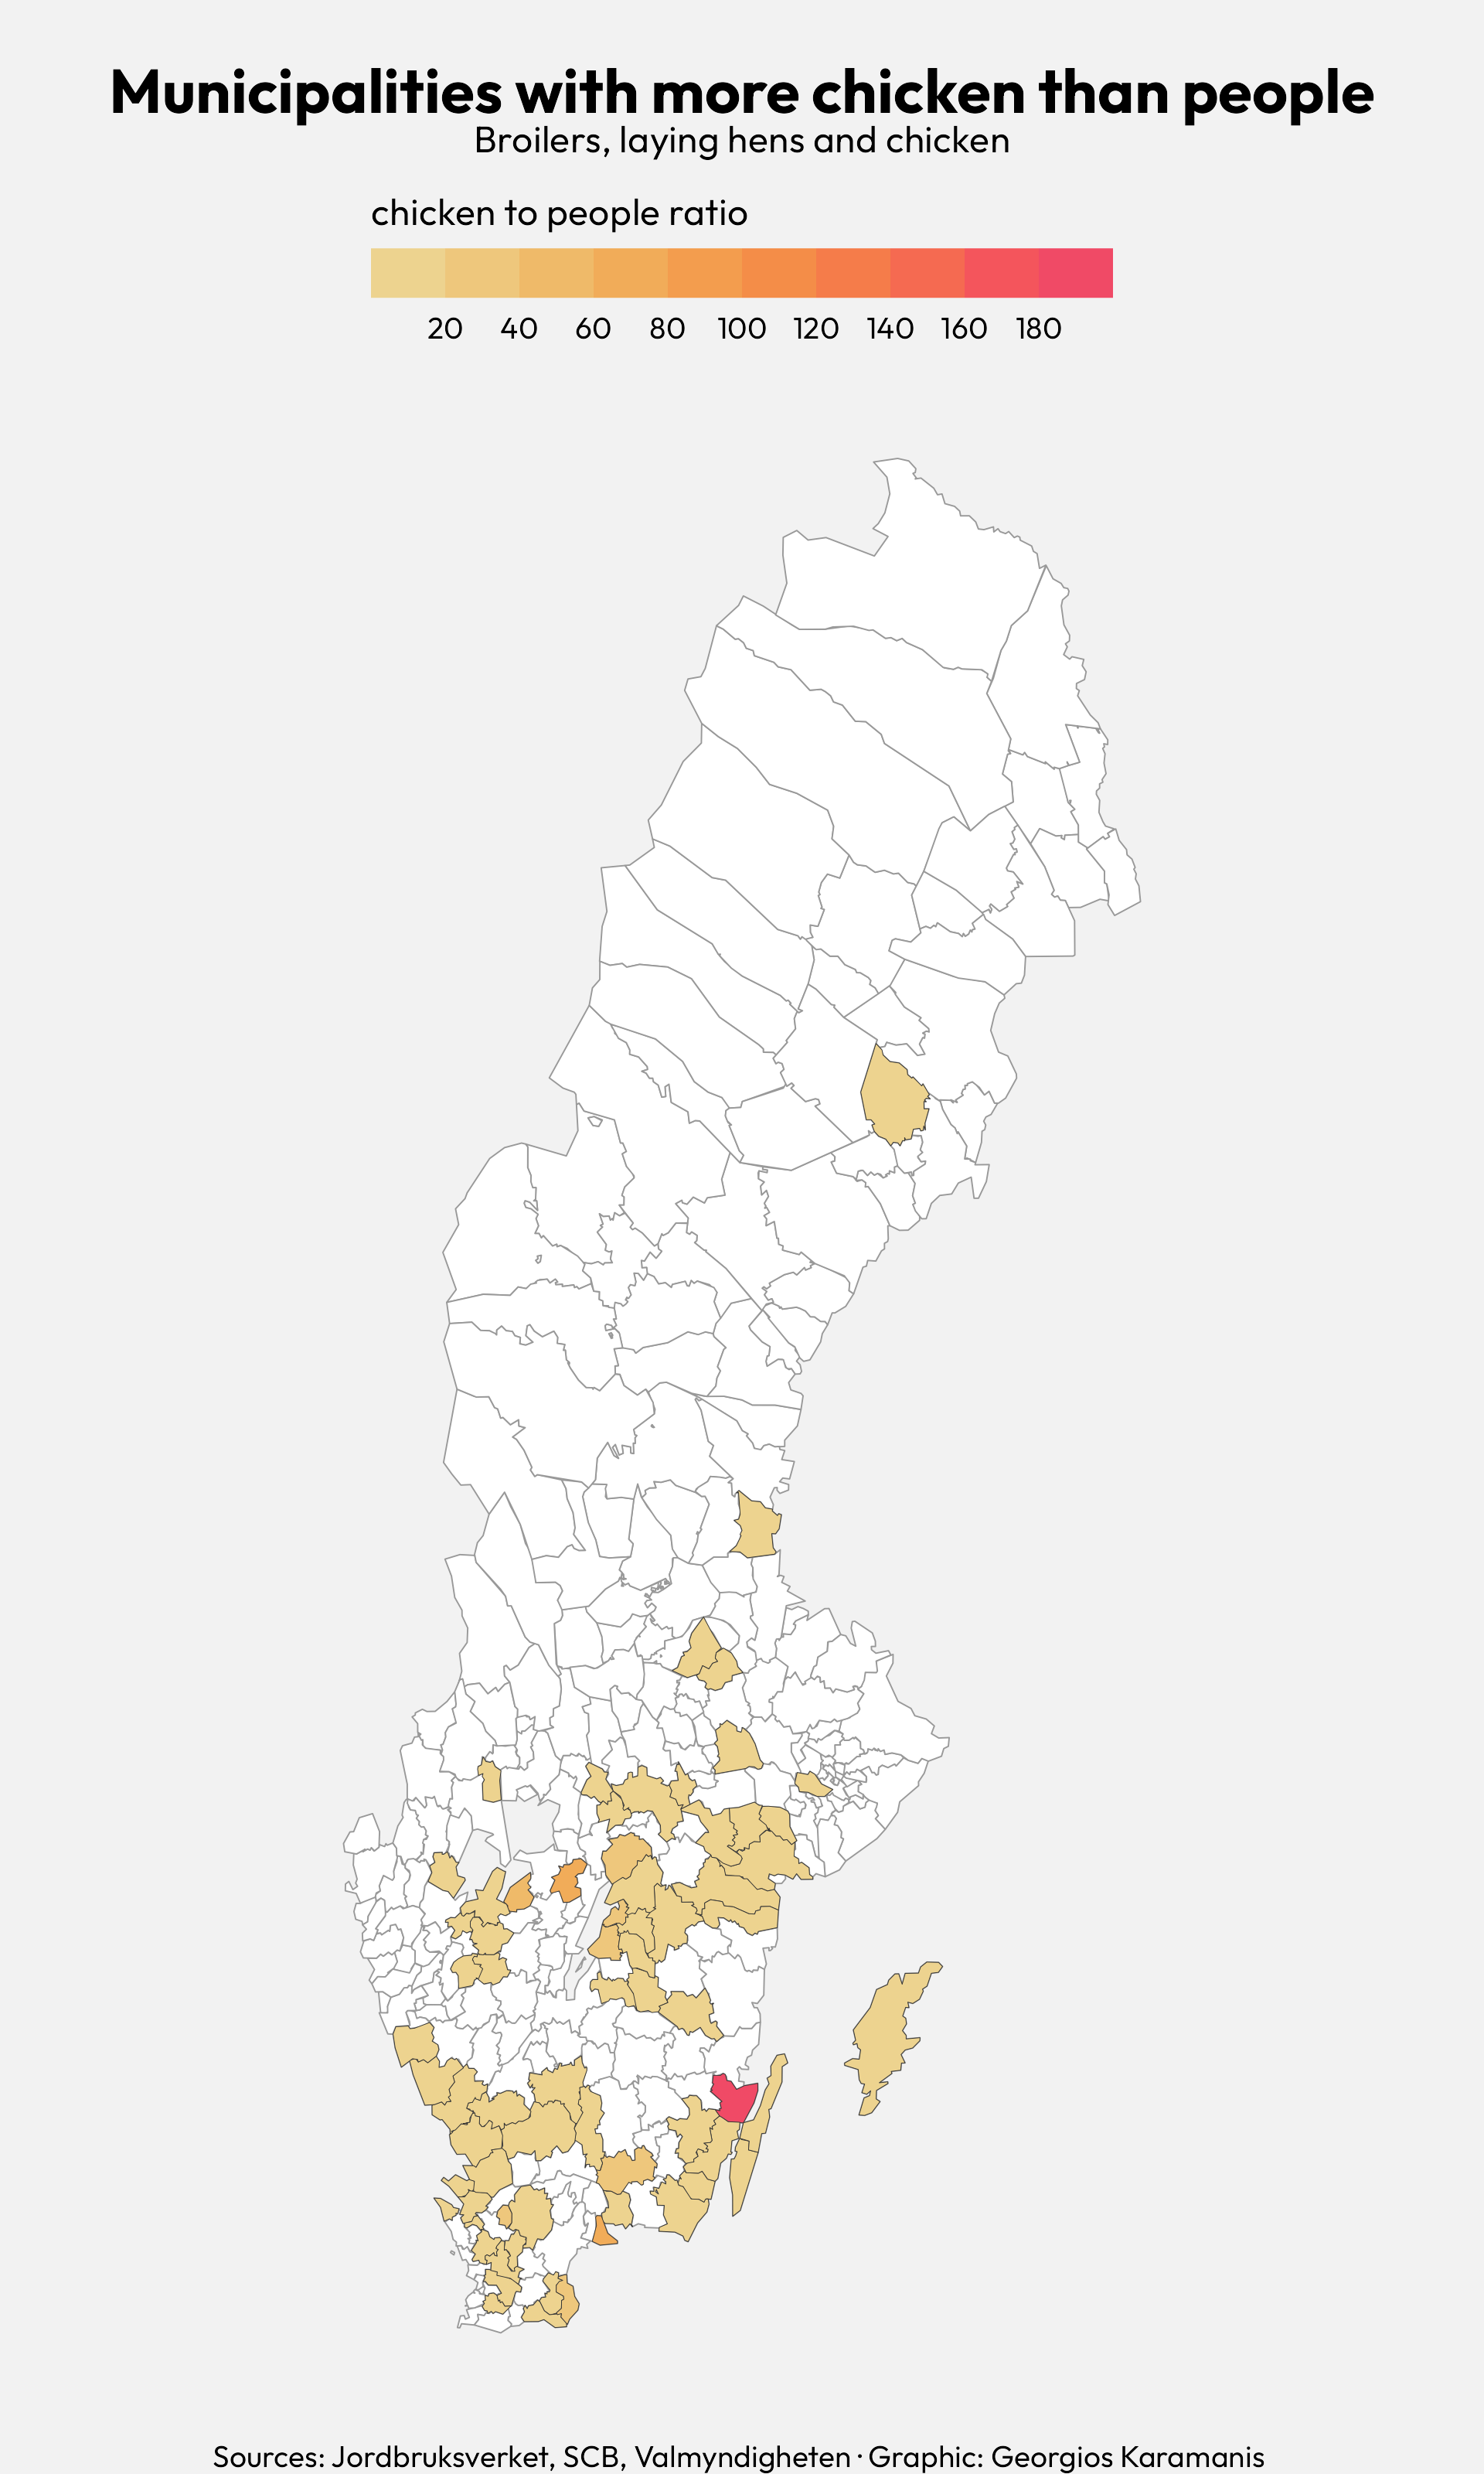 Municipalities with more chicken than people
Broilers, laying hens and chicken
chicken to people ratio
20 40 60 80 100 120 140 160 180
Sources: Jordbruksverket, SCB, Valmyndigheten · Graphic: Georgios Karamanis